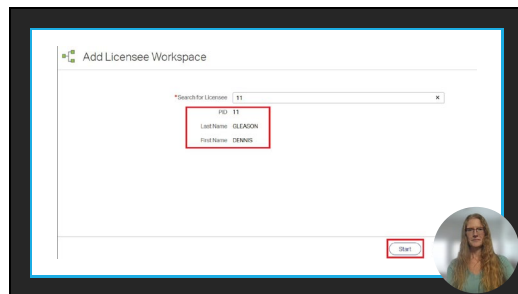 Add Licensee Workspace
*Search for Licensee 11 ×
PID 11
Last Name GLEASON
First Name DENNIS
Start